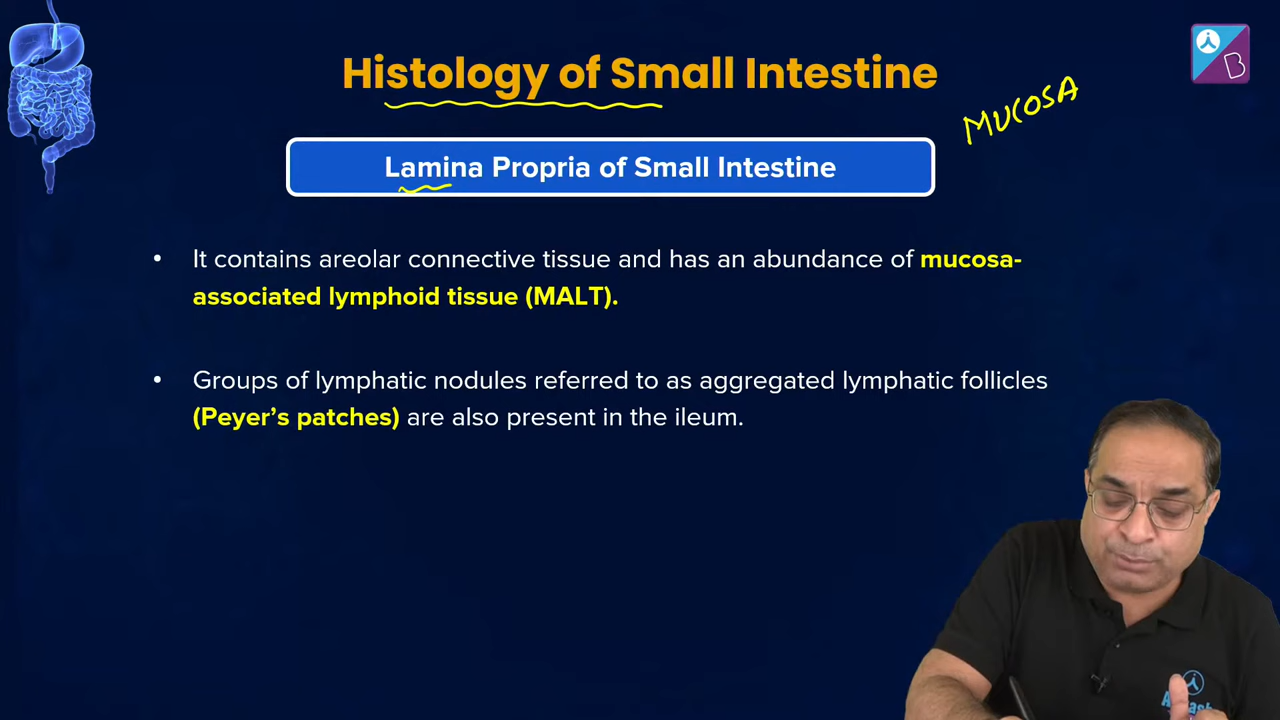 Histology of Small Intestine
MUCOSA
Lamina Propria of Small Intestine
• It contains areolar connective tissue and has an abundance of mucosa-
associated lymphoid tissue (MALT).
• Groups of lymphatic nodules referred to as aggregated lymphatic follicles
(Peyer’s patches) are also present in the ileum.
B